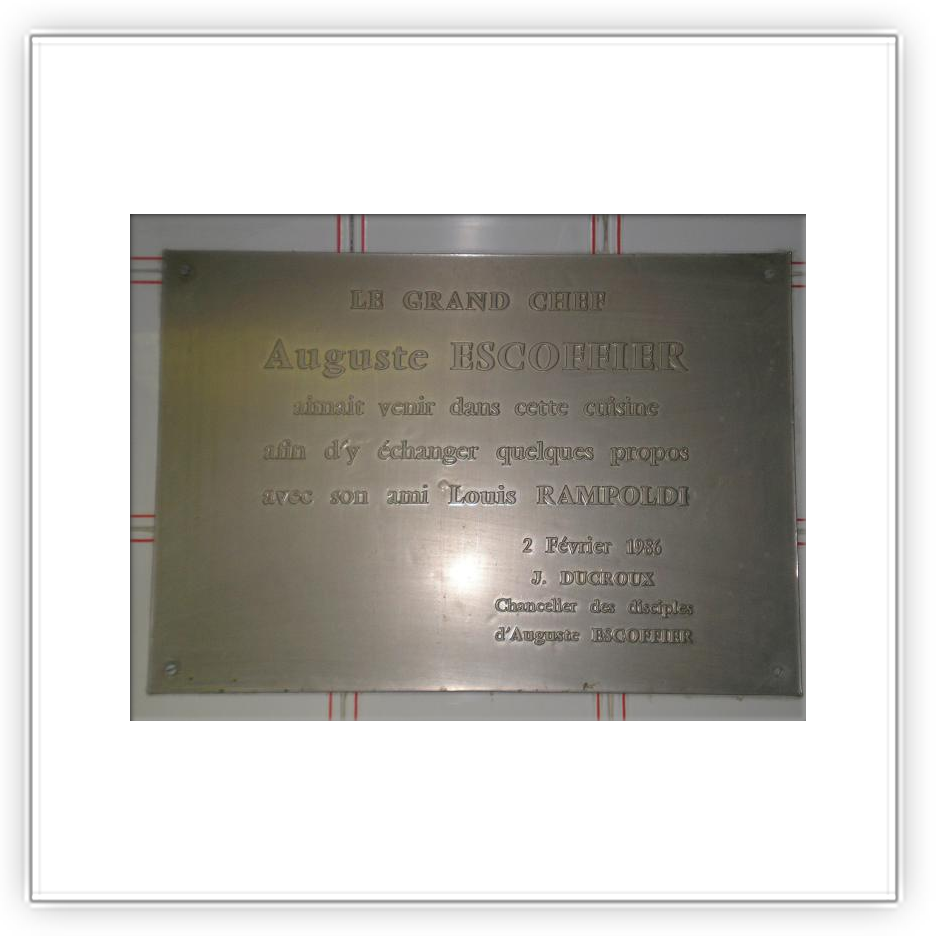 LE GRAND CHEF
Auguste ESCOFFIER
aimait venir dans cette cuisine
afin d'y échanger quelques propos
avec son ami Louis RAMPOLDI
2 Février 1986
J. DUCROUX
Chancelier des disciples
d'Auguste ESCOFFIER